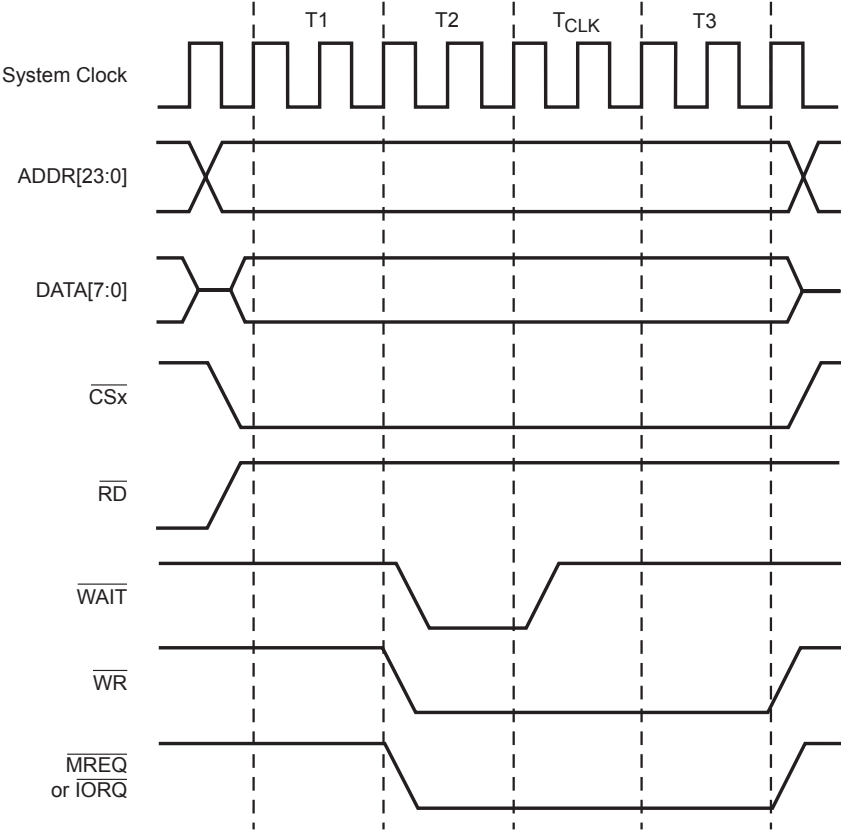 T1 T2 TCLK T3
System Clock
ADDR[23:0]
DATA[7:0]
CSx
RD
WAIT
WR
MREQ
or IORQ